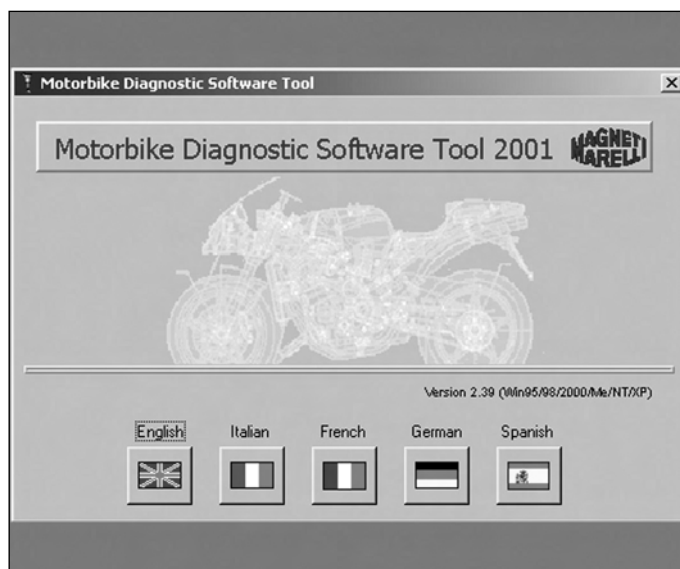 Motorbike Diagnostic Software Tool
Motorbike Diagnostic Software Tool 2001 MAGNETI MARELLI
Version 2.39 (Win95/98/2000/Me/NT/XP)
English Italian French German Spanish